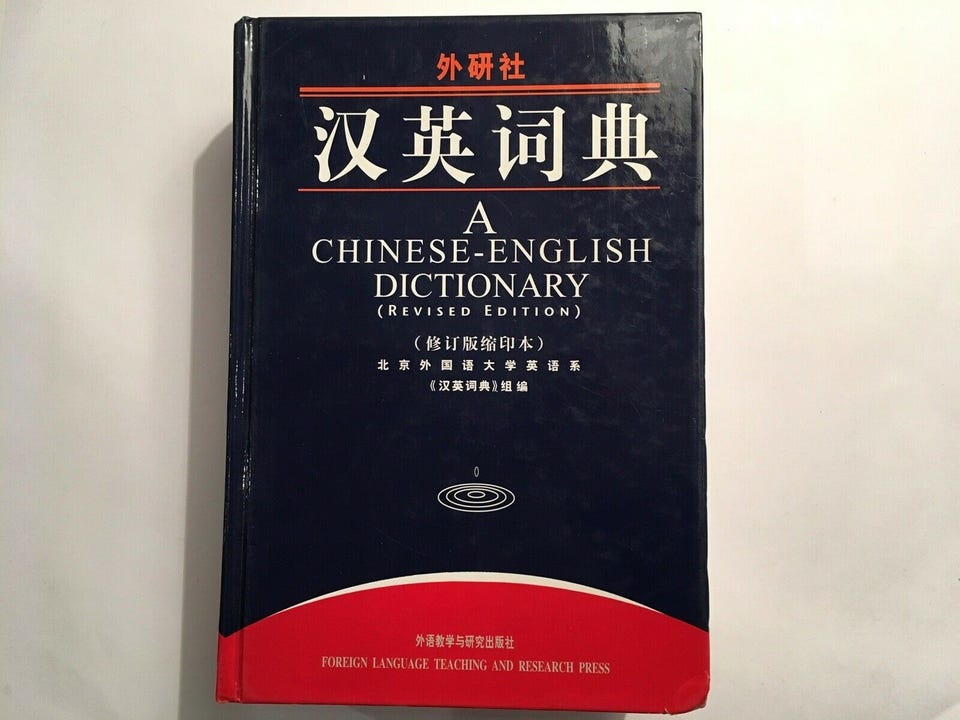 外研社
汉英词典
A
CHINESE-ENGLISH
DICTIONARY
(REVISED EDITION)
(修订版缩印本)
北京外国语大学英语系
《汉英词典》组编
外语教学与研究出版社
FOREIGN LANGUAGE TEACHING AND RESEARCH PRESS